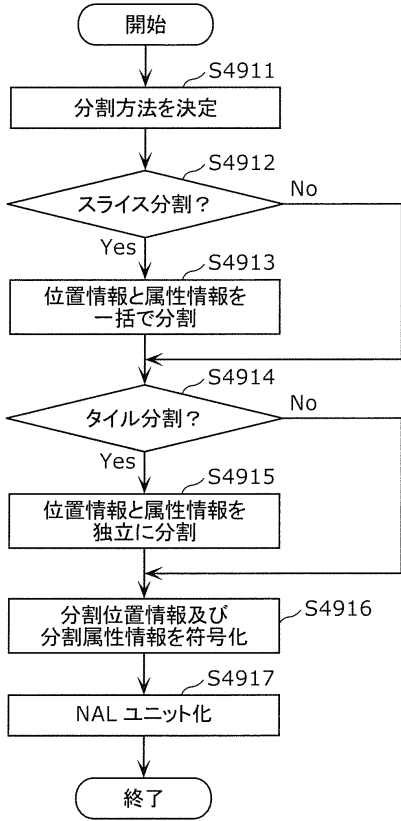 開始
S4911
分割方法を決定
S4912
スライス分割？
No
Yes
S4913
位置情報と属性情報を
一括で分割
S4914
タイル分割？
No
Yes
S4915
位置情報と属性情報を
独立に分割
S4916
分割位置情報及び
分割属性情報を符号化
S4917
NAL ユニット化
終了